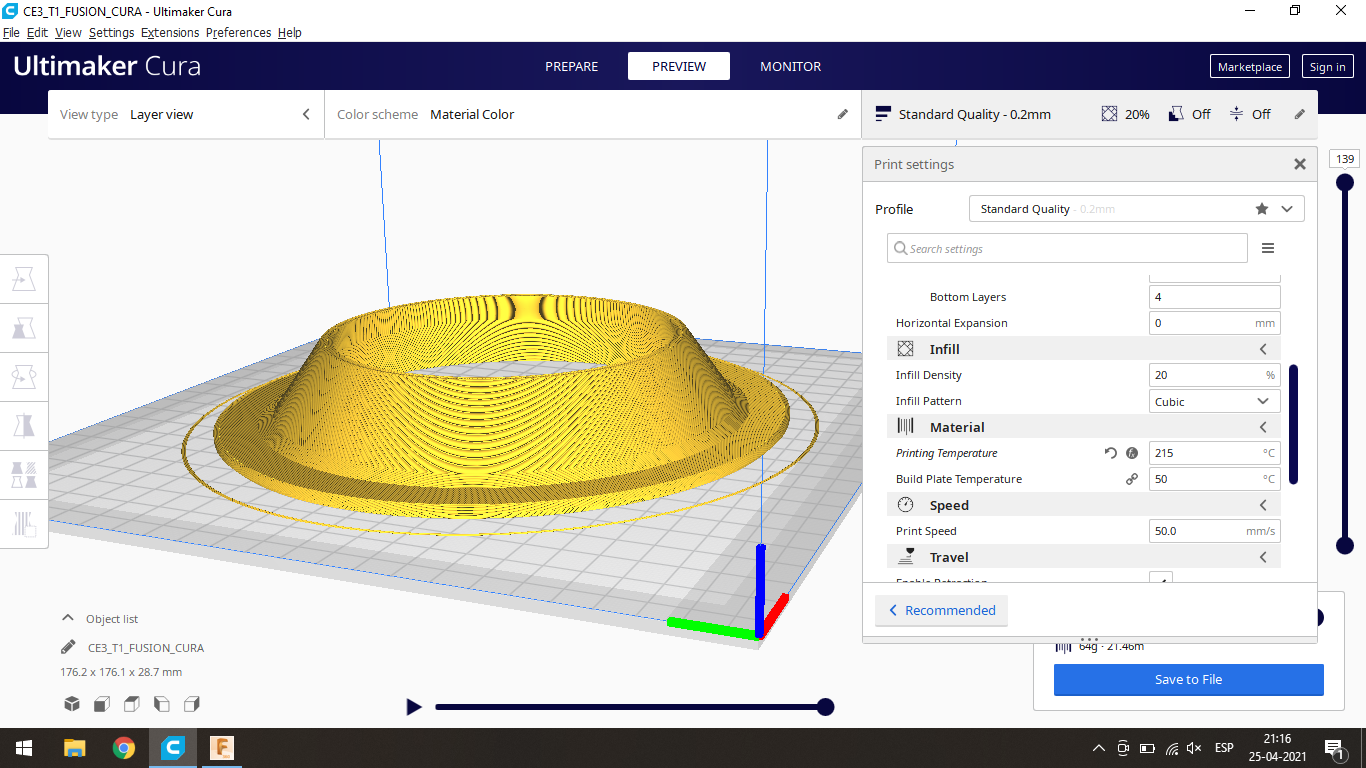 CE3_T1_FUSION_CURA - Ultimaker Cura
File Edit View Settings Extensions Preferences Help
Ultimaker Cura
PREPARE
PREVIEW
MONITOR
Marketplace
Sign in
View type Layer view
Color scheme Material Color
Standard Quality - 0.2mm
20%
Off
Off
Print settings
139
Profile
Standard Quality - 0.2mm
Search settings
Bottom Layers 4
Horizontal Expansion 0 mm
Infill
Infill Density 20 %
Infill Pattern Cubic
Material
Printing Temperature 215 °C
Build Plate Temperature 50 °C
Speed
Print Speed 50.0 mm/s
Travel
Enable Retraction
Recommended
Object list
CE3_T1_FUSION_CURA
176.2 x 176.1 x 28.7 mm
64g · 21.46m
Save to File
ESP
21:16
25-04-2021
1